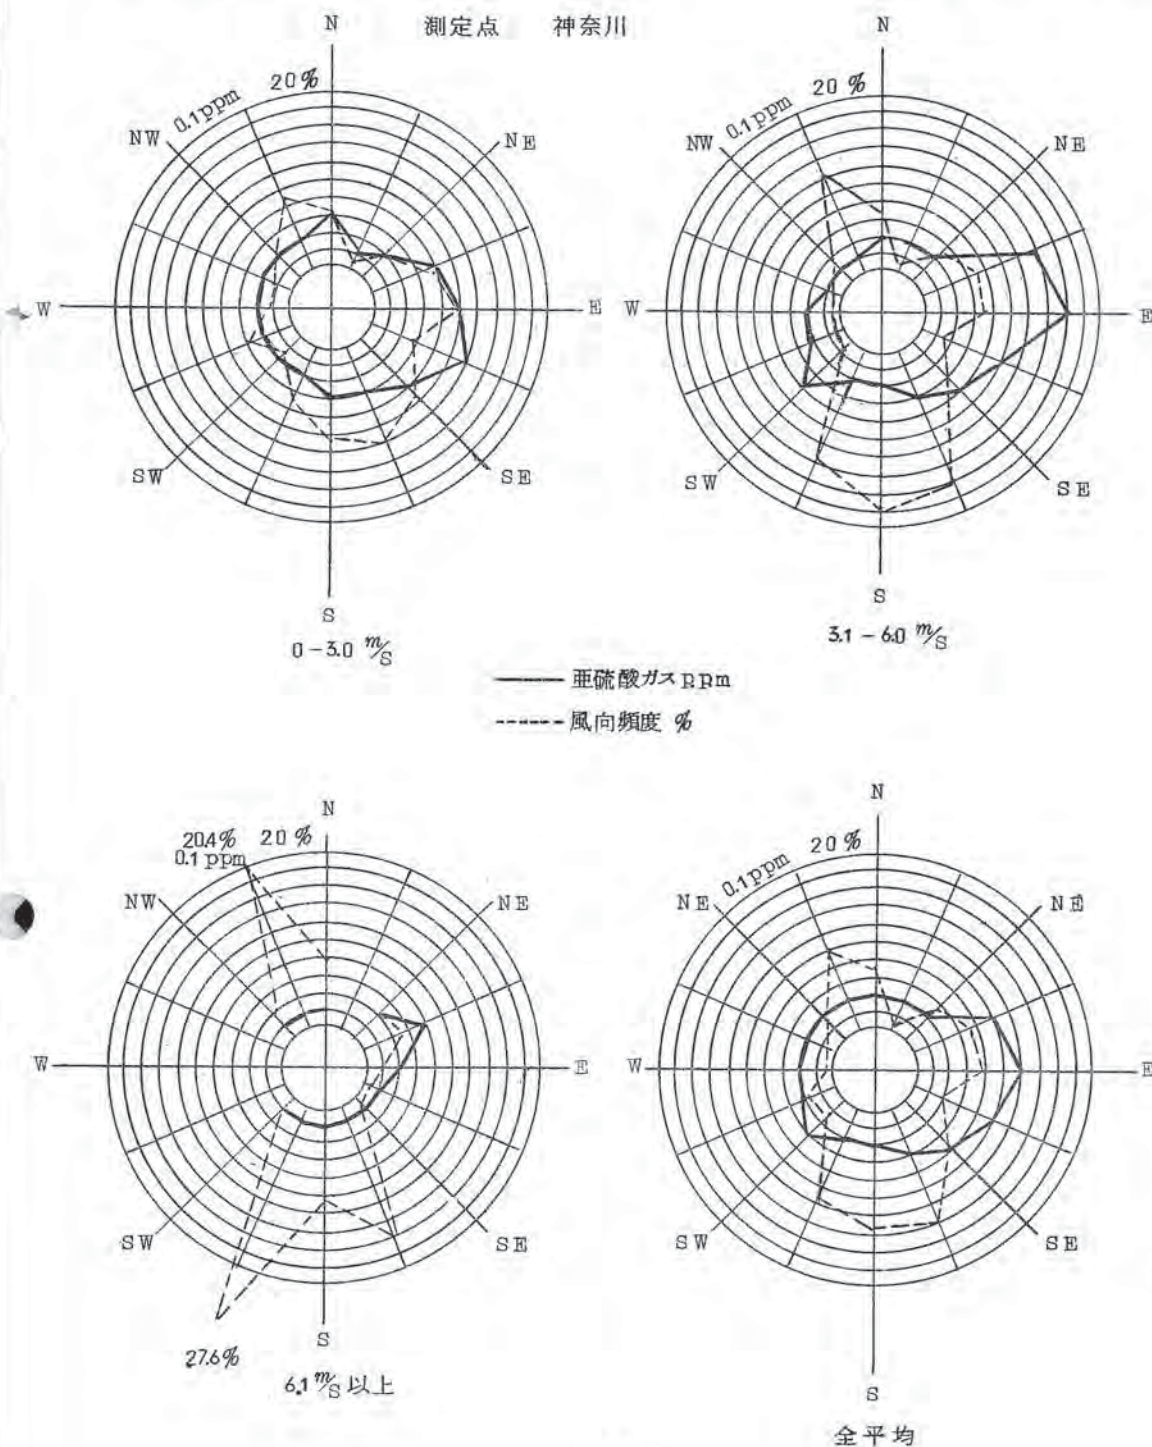 測定点 神奈川
N
20%
0.1ppm
NW
NE
W
E
SW
SE
S
0-3.0 m/S
N
20%
0.1ppm
NW
NE
W
E
SW
SE
S
3.1-6.0 m/S
亜硫酸ガス ppm
風向頻度 %
N
20.4% 20%
0.1ppm
NW
NE
W
E
SW
SE
S
27.6%
6.1 m/S 以上
N
20%
0.1ppm
NE
NE
W
E
SW
SE
S
全平均